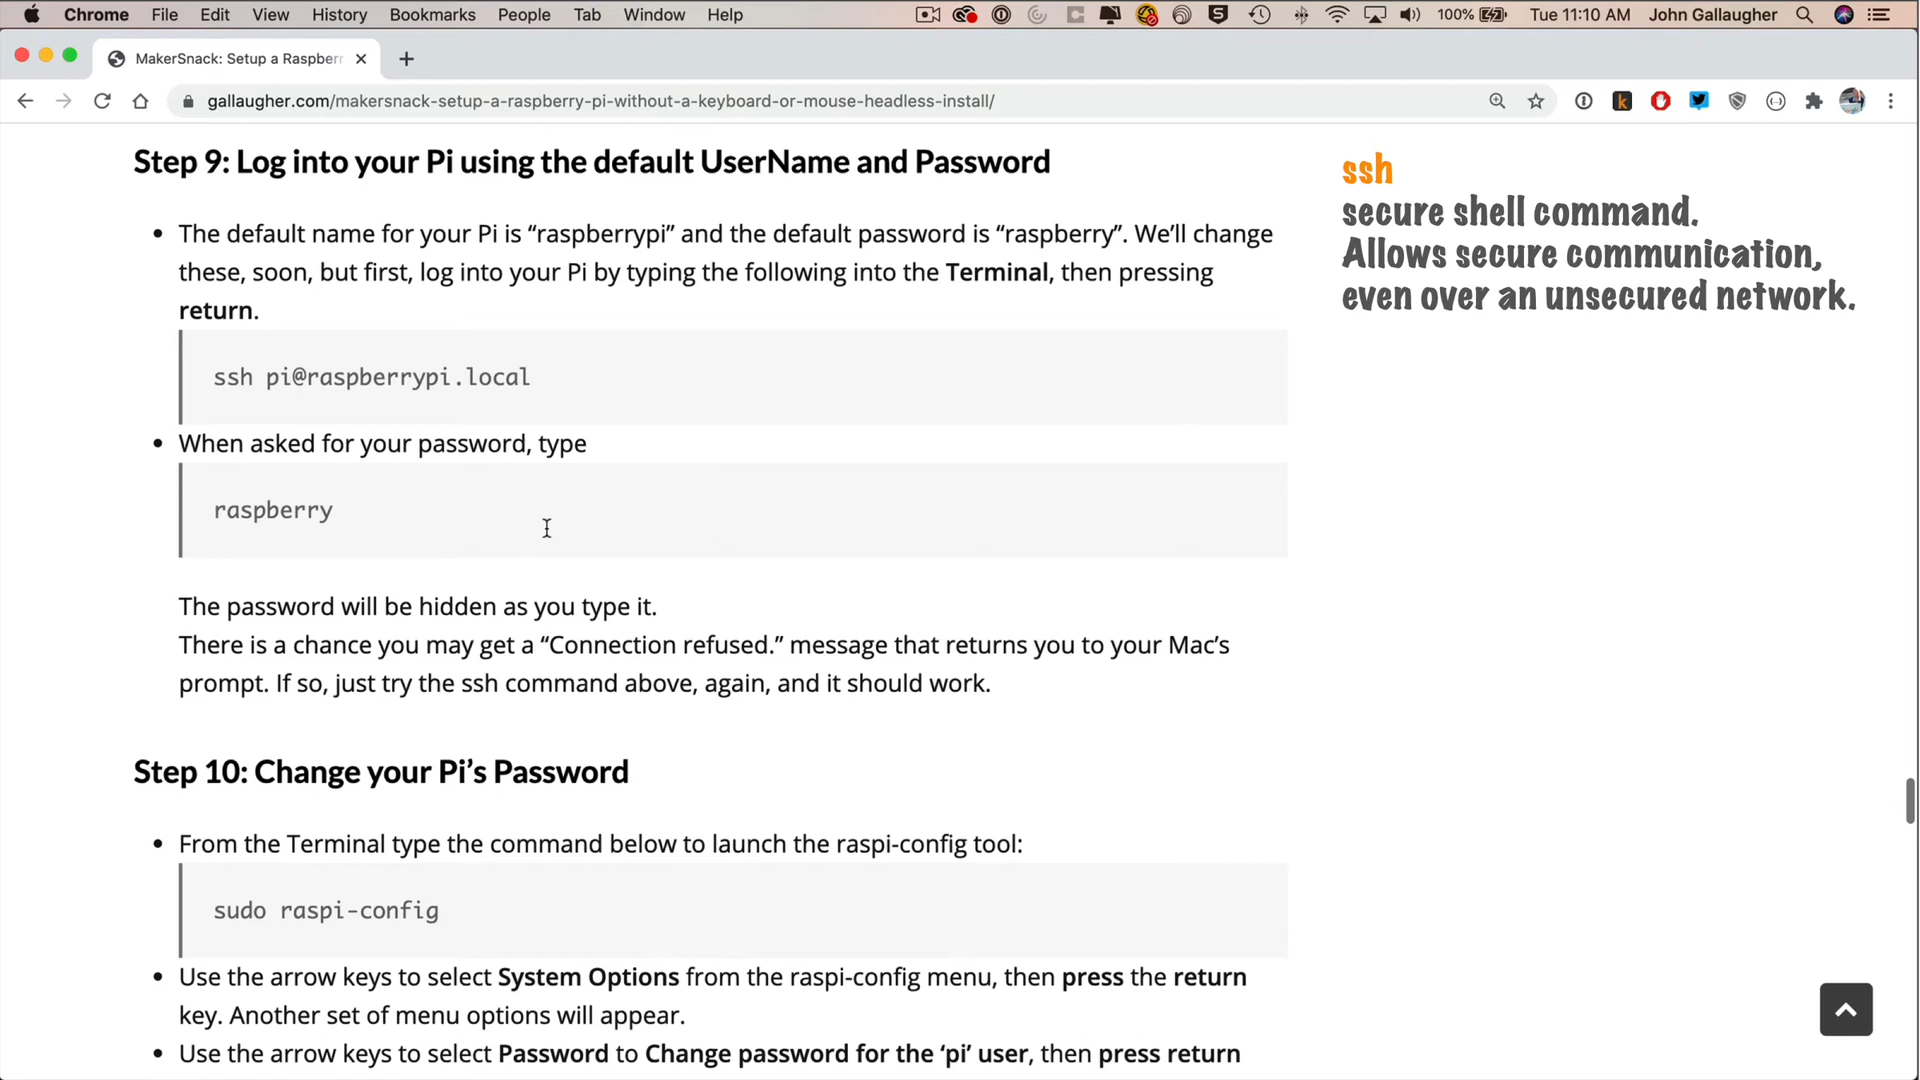 Chrome File Edit View History Bookmarks People Tab Window Help 100% Tue 11:10 AM John Gallaugher
MakerSnack: Setup a Raspberr
gallaugher.com/makersnack-setup-a-raspberry-pi-without-a-keyboard-or-mouse-headless-install/
Step 9: Log into your Pi using the default UserName and Password
The default name for your Pi is “raspberrypi” and the default password is “raspberry”. We’ll change
these, soon, but first, log into your Pi by typing the following into the Terminal, then pressing
return.
ssh pi@raspberrypi.local
When asked for your password, type
raspberry
The password will be hidden as you type it.
There is a chance you may get a “Connection refused.” message that returns you to your Mac’s
prompt. If so, just try the ssh command above, again, and it should work.
Step 10: Change your Pi’s Password
From the Terminal type the command below to launch the raspi-config tool:
sudo raspi-config
Use the arrow keys to select System Options from the raspi-config menu, then press the return
key. Another set of menu options will appear.
Use the arrow keys to select Password to Change password for the ‘pi’ user, then press return
ssh
secure shell command.
Allows secure communication,
even over an unsecured network.